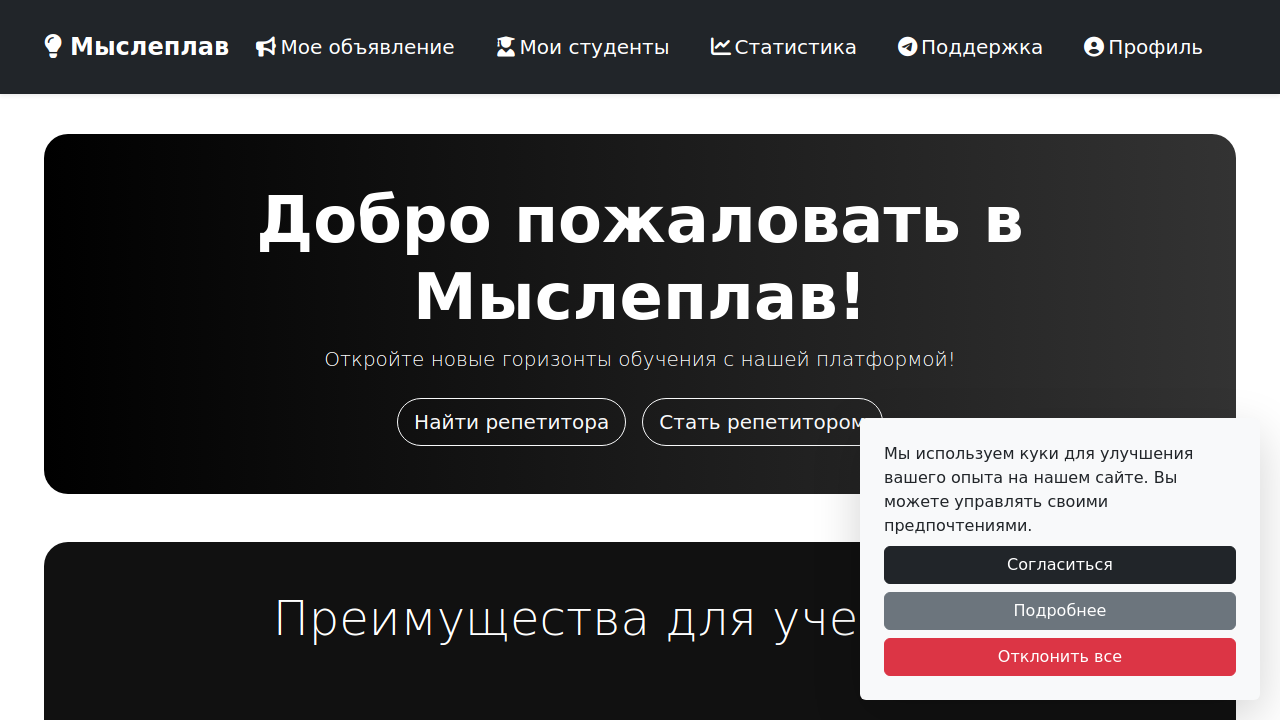 Мыслеплав
Мое объявление
Мои студенты
Статистика
Поддержка
Профиль
Добро пожаловать в
Мыслеплав!
Откройте новые горизонты обучения с нашей платформой!
Найти репетитора
Стать репетитором
Преимущества для уче
Мы используем куки для улучшения
вашего опыта на нашем сайте. Вы
можете управлять своими
предпочтениями.
Согласиться
Подробнее
Отклонить все